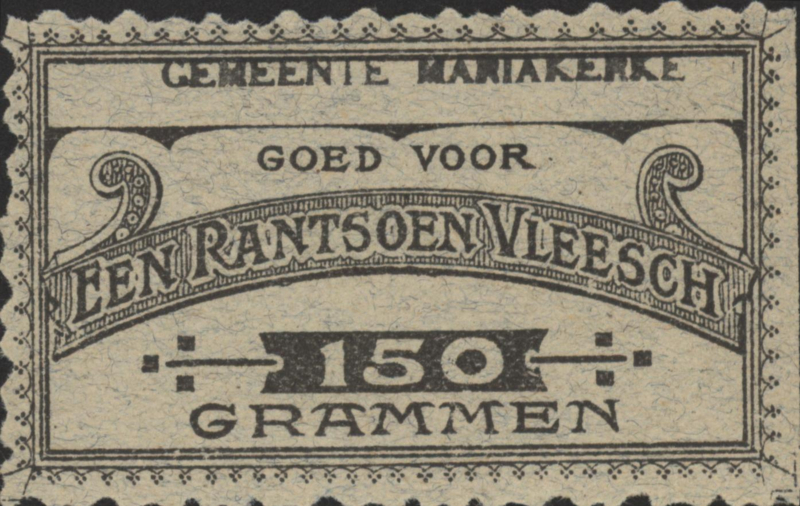 GEMEENTE MARIAKERKE
GOED VOOR
EEN RANTSOEN VLEESCH
150
GRAMMEN